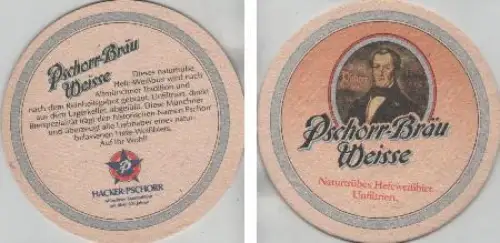 Pschorr-Bräu
Weisse
Dieses naturtrübe
Hefe-Weißbier wird nach
Altmünchner Tradition und
nach dem Reinheitsgebot gebraut. Unfiltriert, direkt
aus dem Lagerkeller, abgefüllt. Diese Münchner
Bierspezialität trägt den historischen Namen Pschorr
und überzeugt alle Liebhaber eines natur-
belassenen Hefe-Weißbiers.
Auf Ihr Wohl!
HACKER-PSCHORR
Pschorr-Bräu
Weisse
Naturtrübes Hefeweißbier.
Unfiltriert.